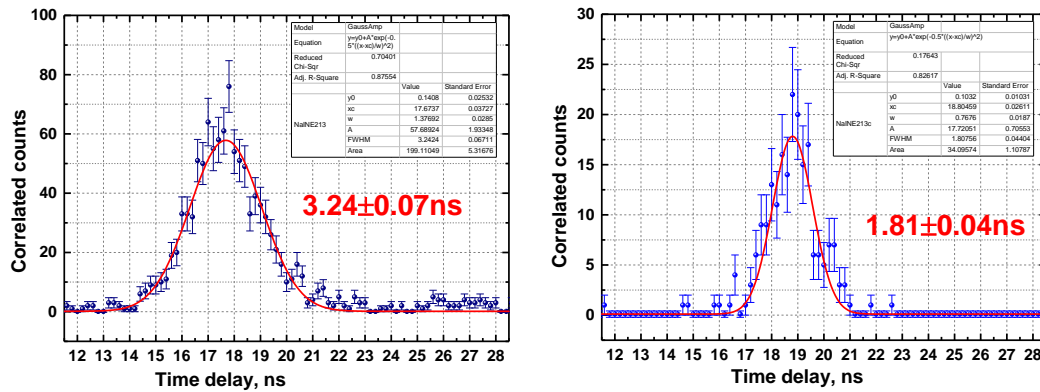 Model GaussAmp
Equation y=y0+A*exp(-0.
5*((x-xc)/w)^2)
Reduced
Chi-Sqr
0.70401
Adj. R-Square 0.87554
Value Standard Error
NaINE213
y0 0.1408 0.02532
xc 17.6737 0.03727
w 1.37692 0.0285
A 57.68924 1.93348
FWHM 3.2424 0.06711
Area 199.11049 5.31676
3.24±0.07ns
100
80
60
40
20
0
Correlated counts
12 13 14 15 16 17 18 19 20 21 22 23 24 25 26 27 28
Time delay, ns
Model GaussAmp
Equation y=y0+A*exp(-0.5*((x-xc)/w)^2)
Reduced
Chi-Sqr
0.17643
Adj. R-Square 0.82617
Value Standard Error
NaINE213c
y0 0.1032 0.01031
xc 18.80459 0.02611
w 0.7676 0.0187
A 17.72051 0.70553
FWHM 1.80756 0.04404
Area 34.09574 1.10787
1.81±0.04ns
30
25
20
15
10
5
0
Correlated counts
12 13 14 15 16 17 18 19 20 21 22 23 24 25 26 27 28
Time delay, ns